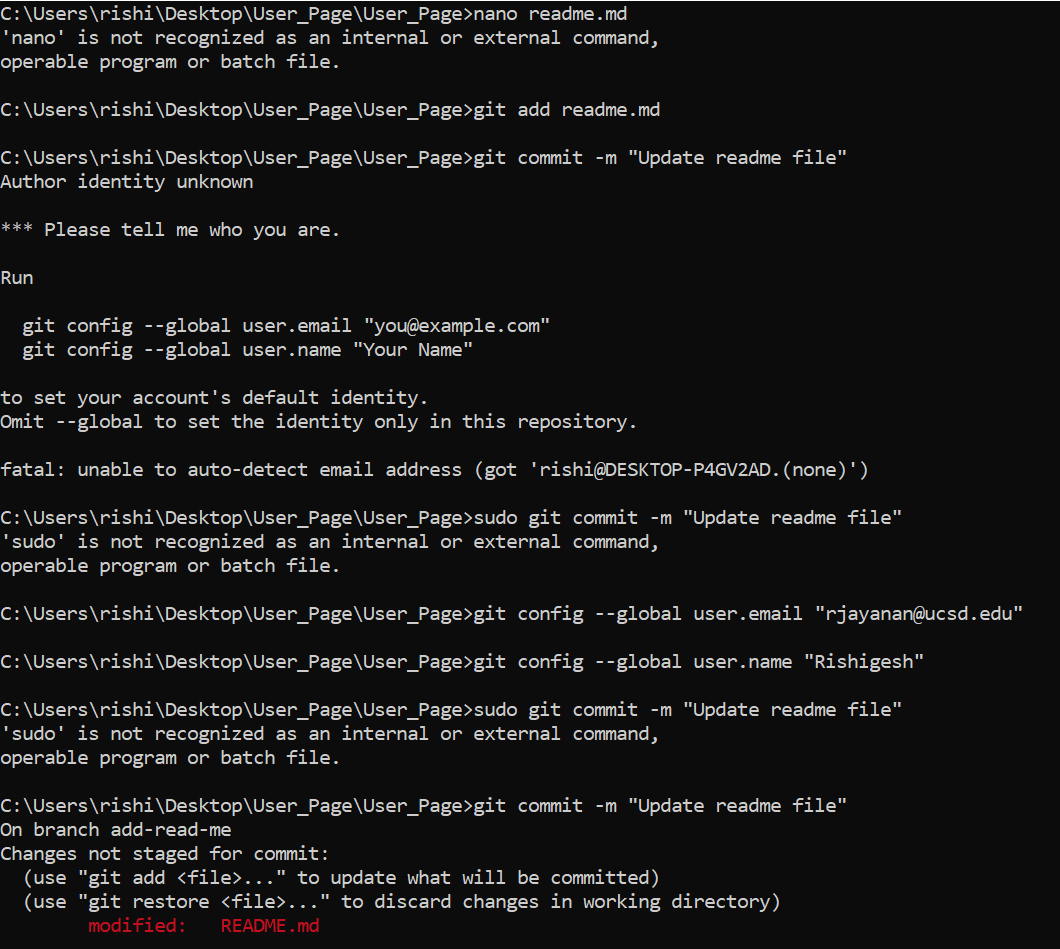 C:\Users\rishi\Desktop\User_Page\User_Page>nano readme.md
'nano' is not recognized as an internal or external command,
operable program or batch file.
C:\Users\rishi\Desktop\User_Page\User_Page>git add readme.md
C:\Users\rishi\Desktop\User_Page\User_Page>git commit -m "Update readme file"
Author identity unknown
*** Please tell me who you are.
Run
git config --global user.email "you@example.com"
git config --global user.name "Your Name"
to set your account's default identity.
Omit --global to set the identity only in this repository.
fatal: unable to auto-detect email address (got 'rishi@DESKTOP-P4GV2AD.(none)')
C:\Users\rishi\Desktop\User_Page\User_Page>sudo git commit -m "Update readme file"
'sudo' is not recognized as an internal or external command,
operable program or batch file.
C:\Users\rishi\Desktop\User_Page\User_Page>git config --global user.email "rjayanan@ucsd.edu"
C:\Users\rishi\Desktop\User_Page\User_Page>git config --global user.name "Rishigesh"
C:\Users\rishi\Desktop\User_Page\User_Page>sudo git commit -m "Update readme file"
'sudo' is not recognized as an internal or external command,
operable program or batch file.
C:\Users\rishi\Desktop\User_Page\User_Page>git commit -m "Update readme file"
On branch add-read-me
Changes not staged for commit:
(use "git add <file>..." to update what will be committed)
(use "git restore <file>..." to discard changes in working directory)
modified: README.md